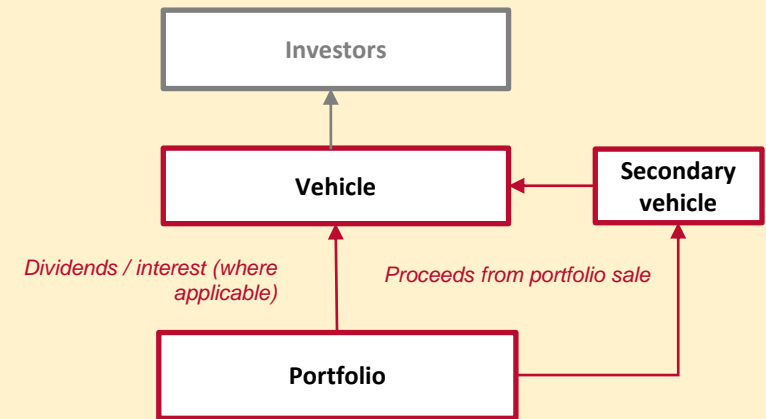 Investors
Vehicle
Secondary
vehicle
Dividends / interest (where
applicable)
Proceeds from portfolio sale
Portfolio